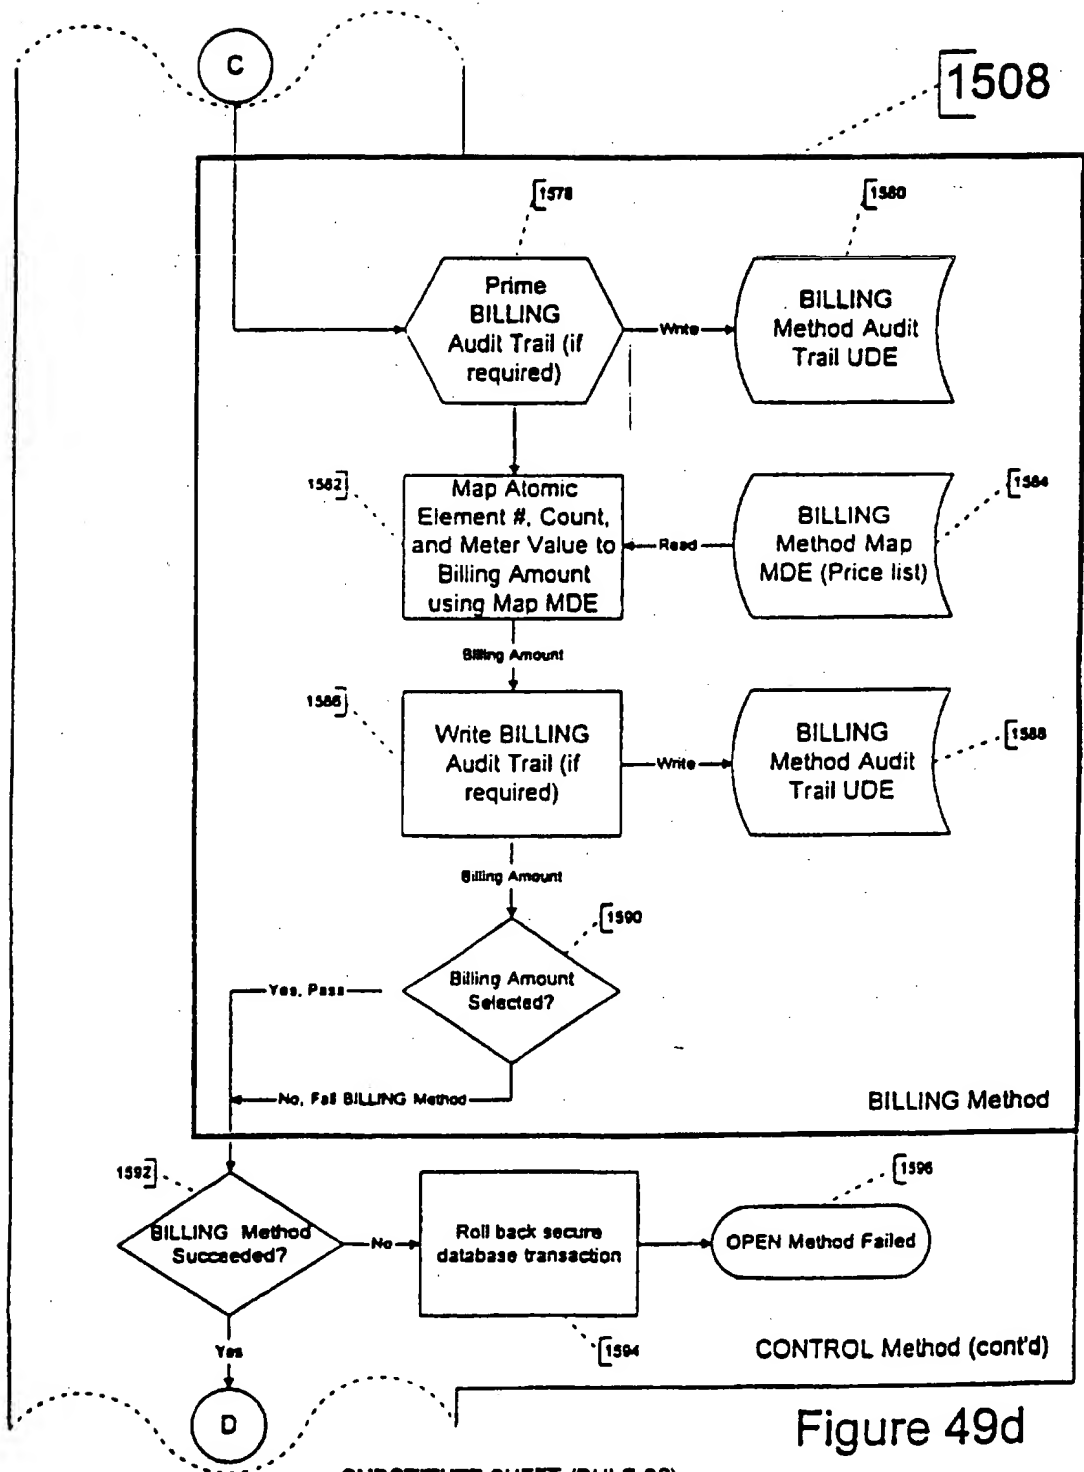 C
1508
1578
1580
Prime
BILLING
Audit Trail (if
required)
Write
BILLING
Method Audit
Trail UDE
1582
Map Atomic
Element #, Count,
and Meter Value to
Billing Amount
using Map MDE
Read
BILLING
Method Map
MDE (Price list)
1584
Billing Amount
1586
Write BILLING
Audit Trail (if
required)
Write
BILLING
Method Audit
Trail UDE
1588
Billing Amount
1590
Billing Amount
Selected?
Yes, Pass
No, Fail BILLING Method
BILLING Method
1592
BILLING Method
Succeeded?
No
Roll back secure
database transaction
1596
OPEN Method Failed
1594
Yes
CONTROL Method (cont'd)
D
Figure 49d